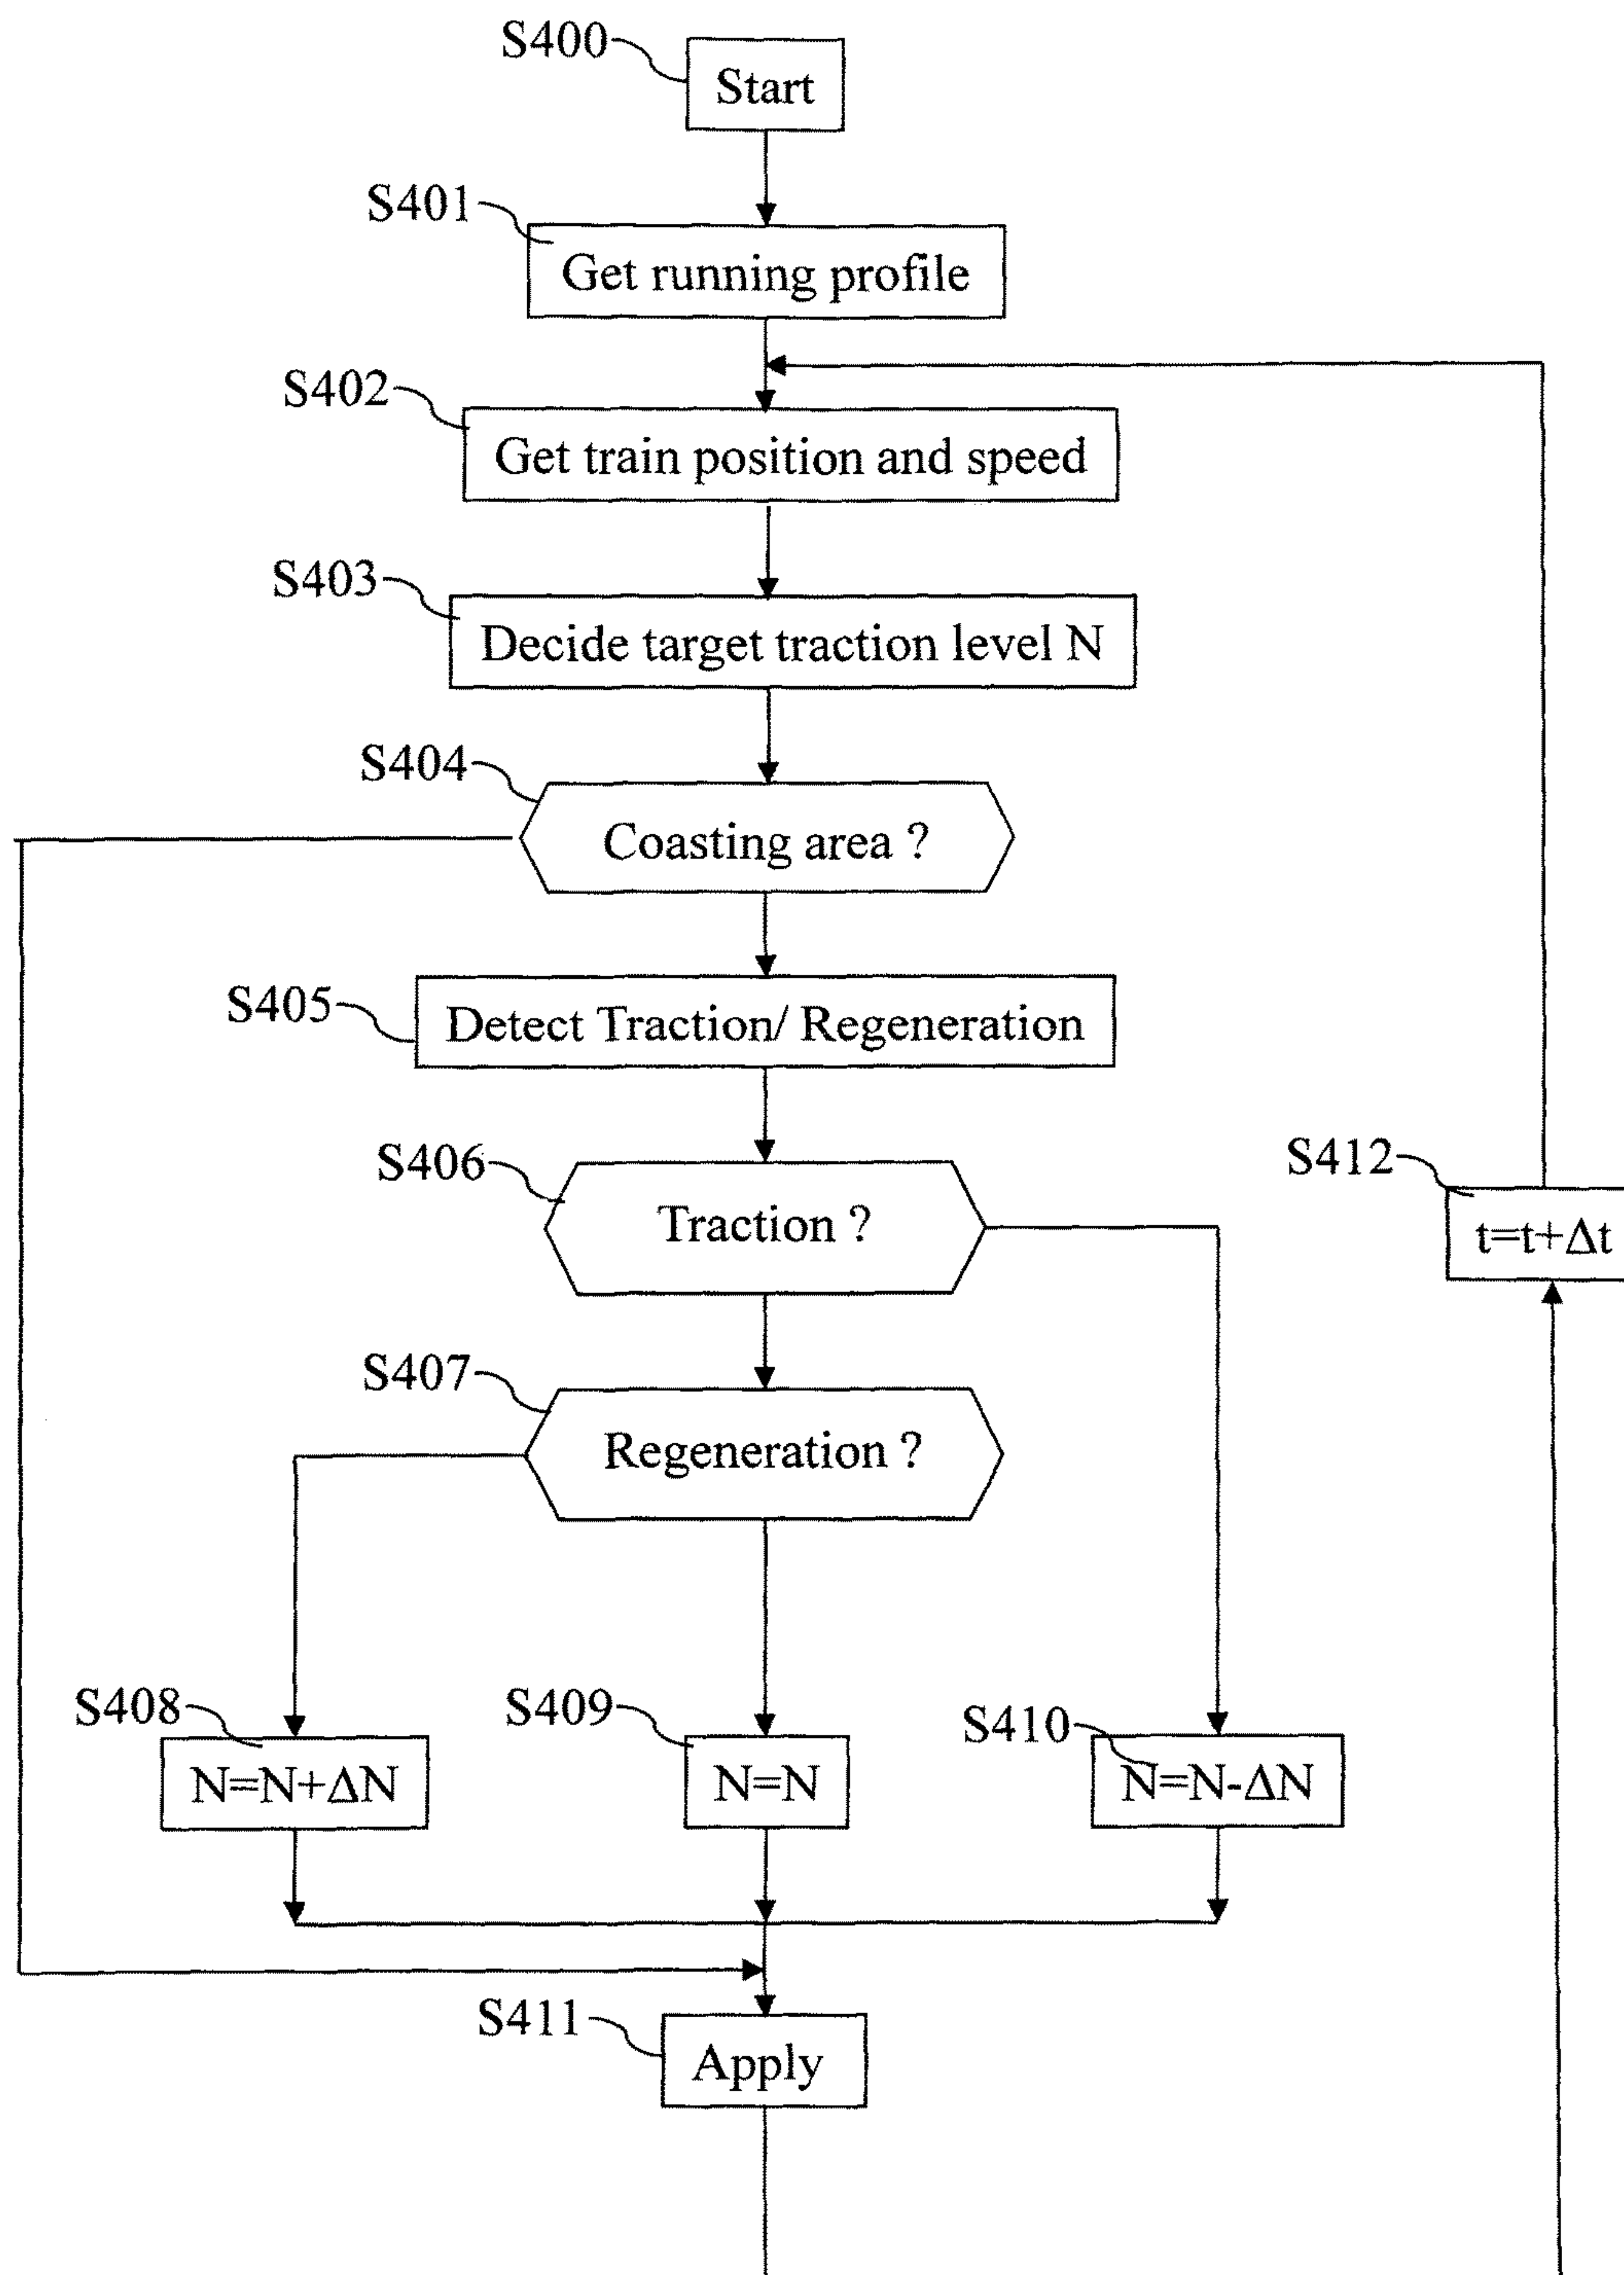 S400
Start
S401
Get running profile
S402
Get train position and speed
S403
Decide target traction level N
S404
Coasting area ?
S405
Detect Traction/ Regeneration
S406
Traction ?
S412
t=t+Δt
S407
Regeneration ?
S408
N=N+ΔN
S409
N=N
S410
N=N-ΔN
S411
Apply